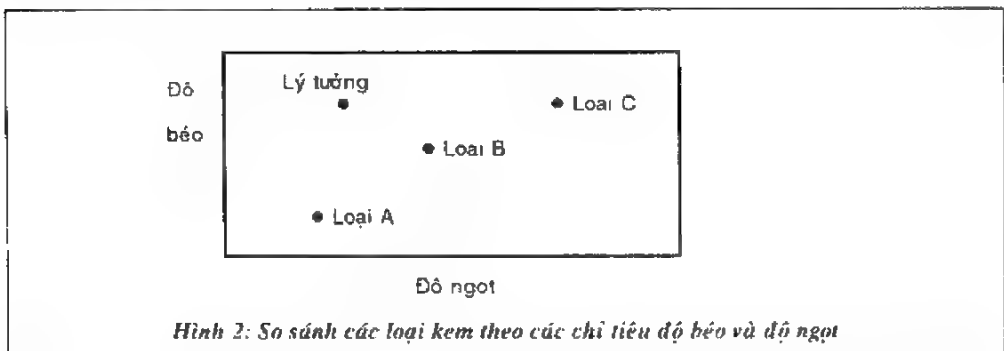 Độ
béo
Lý tưởng
Loại C
Loại B
Loại A
Độ ngọt
Hình 2: So sánh các loại kem theo các chỉ tiêu độ béo và độ ngọt